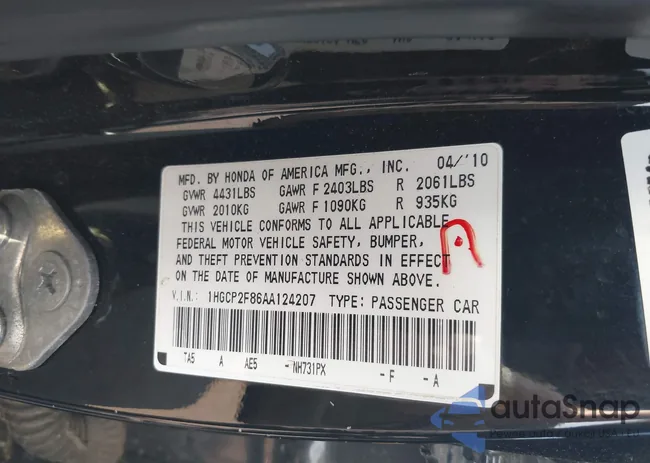 MFD. BY HONDA OF AMERICA MFG., INC. 04/'10
GVWR 4431LBS GAWR F 2403LBS R 2061LBS
GVWR 2010KG GAWR F 1090KG R 935KG
THIS VEHICLE CONFORMS TO ALL APPLICABLE
FEDERAL MOTOR VEHICLE SAFETY, BUMPER,
AND THEFT PREVENTION STANDARDS IN EFFECT
ON THE DATE OF MANUFACTURE SHOWN ABOVE.
V.I.N.: 1HGCP2F86AA124207 TYPE: PASSENGER CAR
TA5 A AE5 -NH731PX -F -A
autaSnap